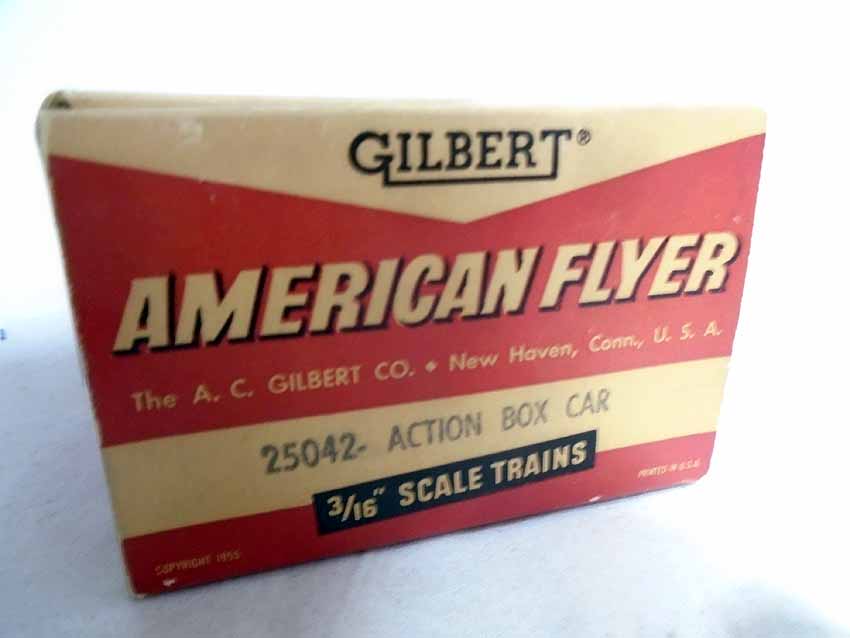 GILBERT®
AMERICAN FLYER
The A. C. GILBERT CO. • New Haven, Conn., U. S. A.
25042- ACTION BOX CAR
3/16" SCALE TRAINS
PRINTED IN U.S.A.
COPYRIGHT 1955